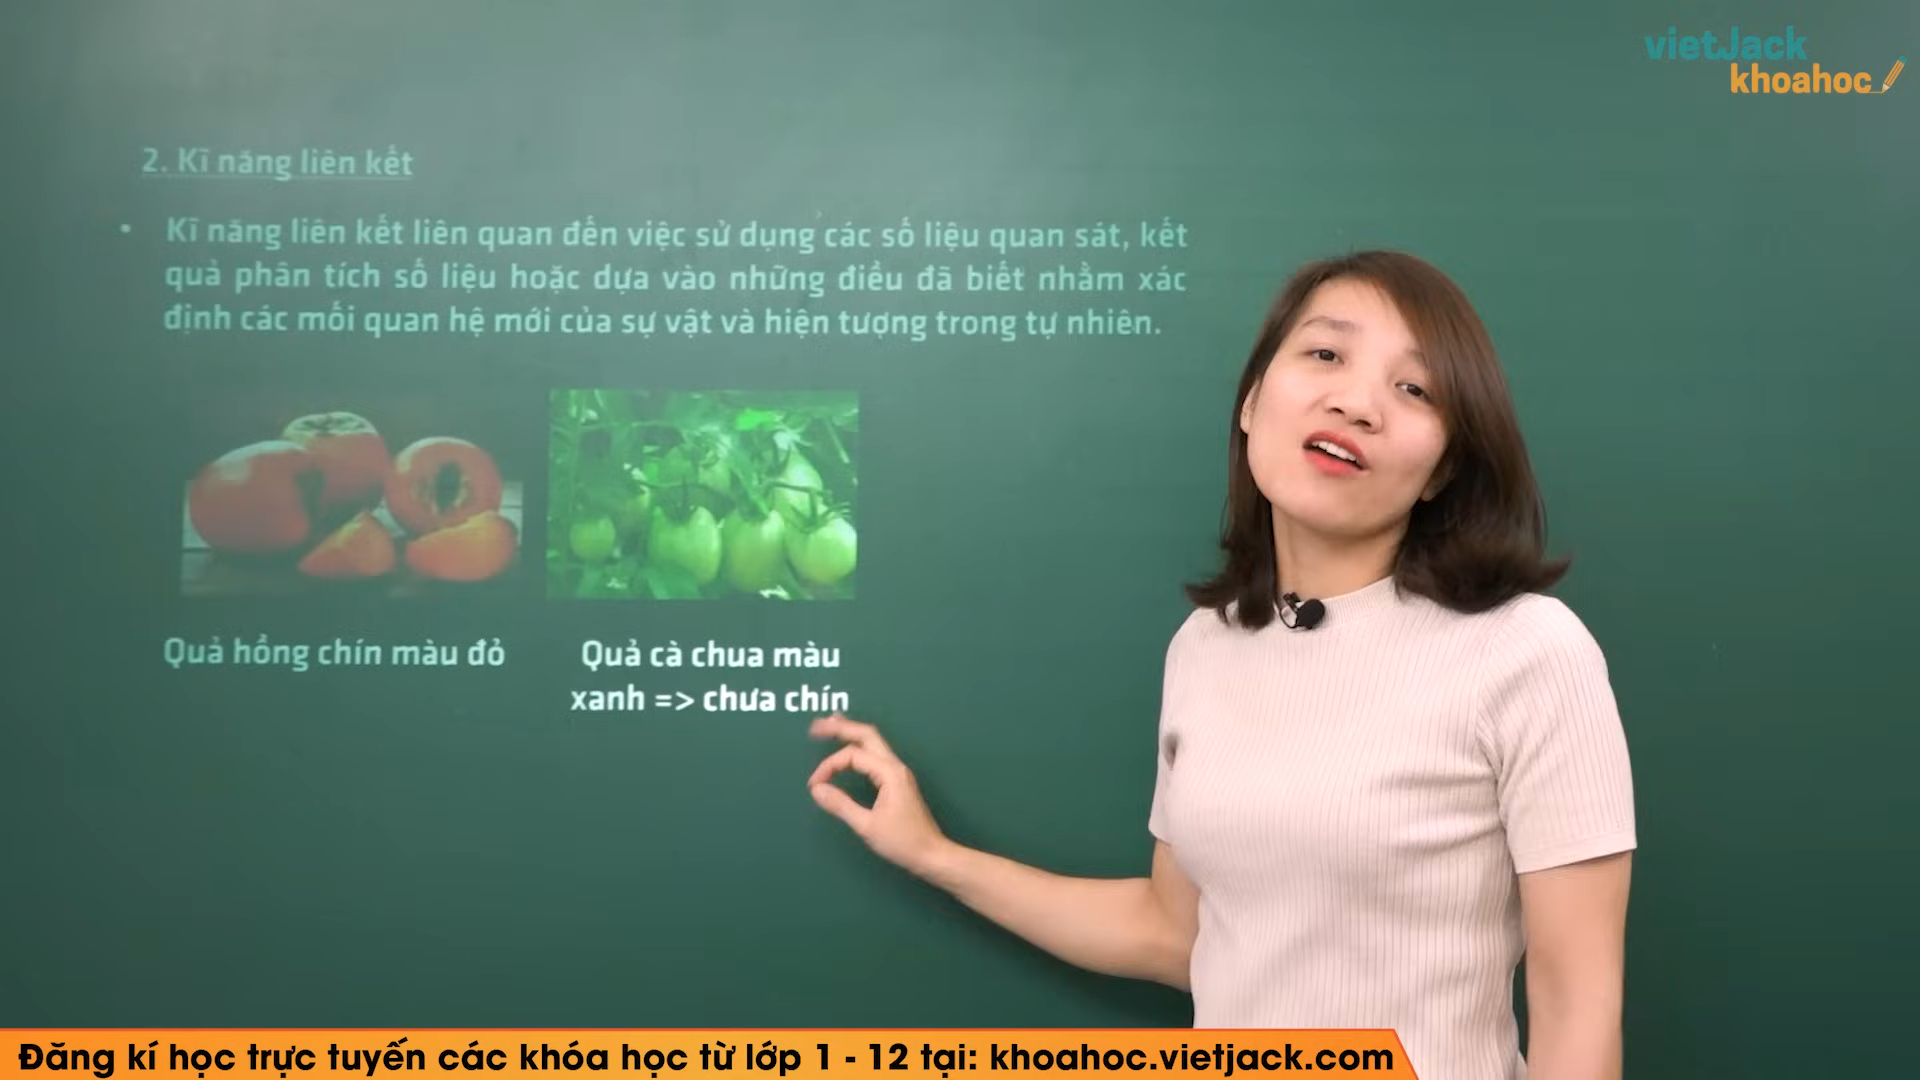 vietJack
khoahoc
2. Kĩ năng liên kết
• Kĩ năng liên kết liên quan đến việc sử dụng các số liệu quan sát, kết
quả phân tích số liệu hoặc dựa vào những điều đã biết nhằm xác
định các mối quan hệ mới của sự vật và hiện tượng trong tự nhiên.
Quả hồng chín màu đỏ
Quả cà chua màu
xanh => chưa chín
Đăng kí học trực tuyến các khóa học từ lớp 1 - 12 tại: khoahoc.vietjack.com